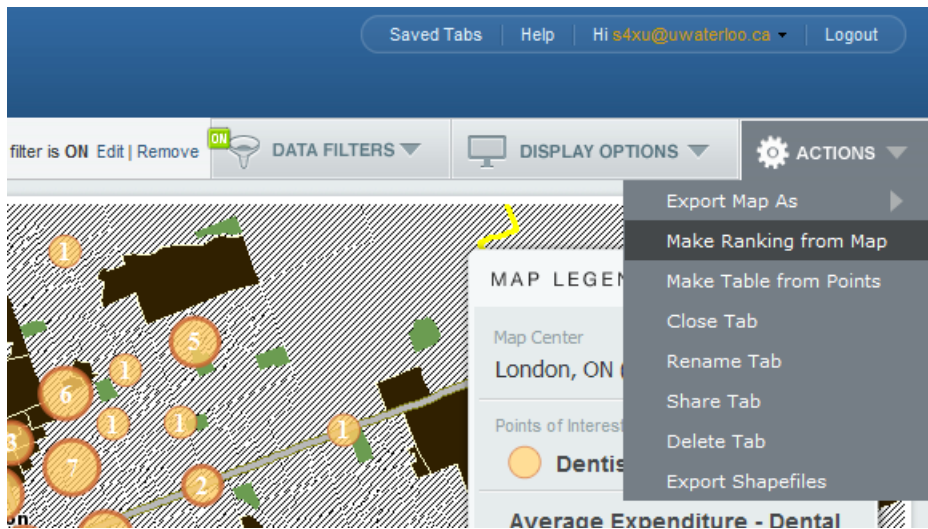 Saved Tabs Help Hi s4xu@uwaterloo.ca Logout
filter is ON Edit | Remove ON DATA FILTERS DISPLAY OPTIONS ACTIONS
Export Map As
Make Ranking from Map
Make Table from Points
Close Tab
Rename Tab
Share Tab
Delete Tab
Export Shapefiles
MAP LEGEN
Map Center
London, ON (
Points of Interest
Dentis
Average Expenditure - Dental
1
5
1
6
1
1
1
3
7
2
on